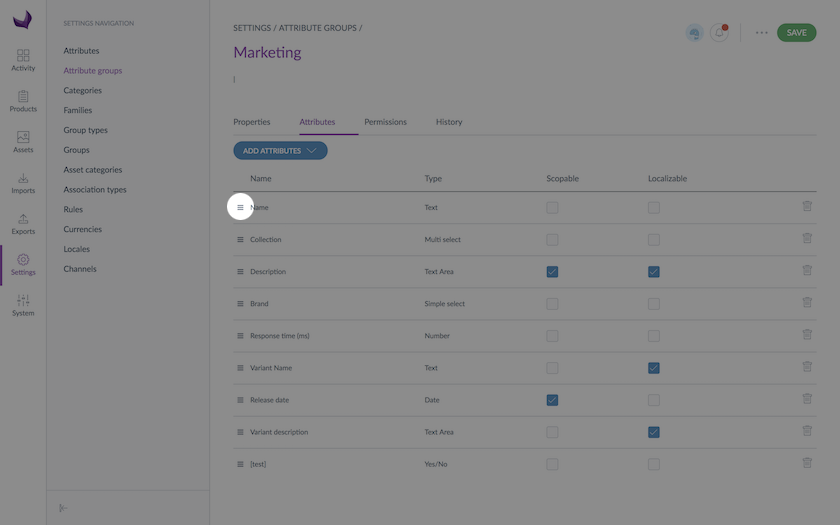 SETTINGS NAVIGATION
Activity
Products
Assets
Imports
Exports
Settings
System
Attributes
Attribute groups
Categories
Families
Group types
Groups
Asset categories
Association types
Rules
Currencies
Locales
Channels
SETTINGS / ATTRIBUTE GROUPS /
SAVE
Marketing
Properties Attributes Permissions History
ADD ATTRIBUTES
Name Type Scopable Localizable
Name Text
Collection Multi select
Description Text Area
Brand Simple select
Response time (ms) Number
Variant Name Text
Release date Date
Variant description Text Area
[test] Yes/No